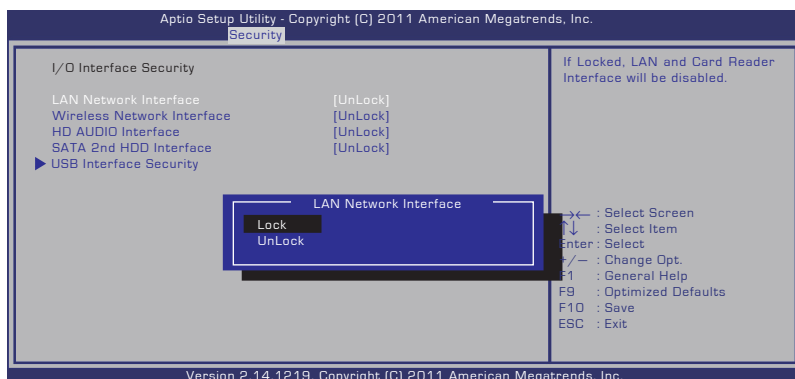 Aptio Setup Utility - Copyright (C) 2011 American Megatrends, Inc.
Security
I/O Interface Security
LAN Network Interface [UnLock]
Wireless Network Interface [UnLock]
HD AUDIO Interface [UnLock]
SATA 2nd HDD Interface [UnLock]
USB Interface Security
If Locked, LAN and Card Reader
Interface will be disabled.
LAN Network Interface
Lock
UnLock
→← : Select Screen
↑↓ : Select Item
Enter : Select
+/— : Change Opt.
F1 : General Help
F9 : Optimized Defaults
F10 : Save
ESC : Exit
Version 2.14.1219. Copyright (C) 2011 American Megatrends, Inc.